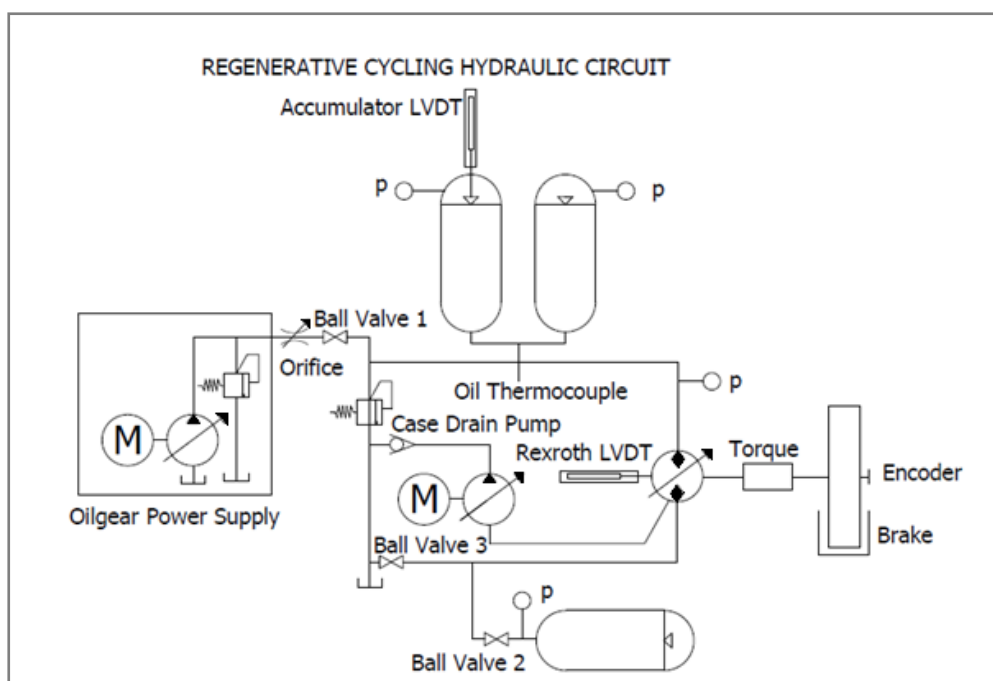 REGENERATIVE CYCLING HYDRAULIC CIRCUIT
Accumulator LVDT
p
p
Ball Valve 1
Orifice
Oil Thermocouple
p
Case Drain Pump
Rexroth LVDT
Torque
M
M
Encoder
Oilgear Power Supply
Ball Valve 3
Brake
p
Ball Valve 2